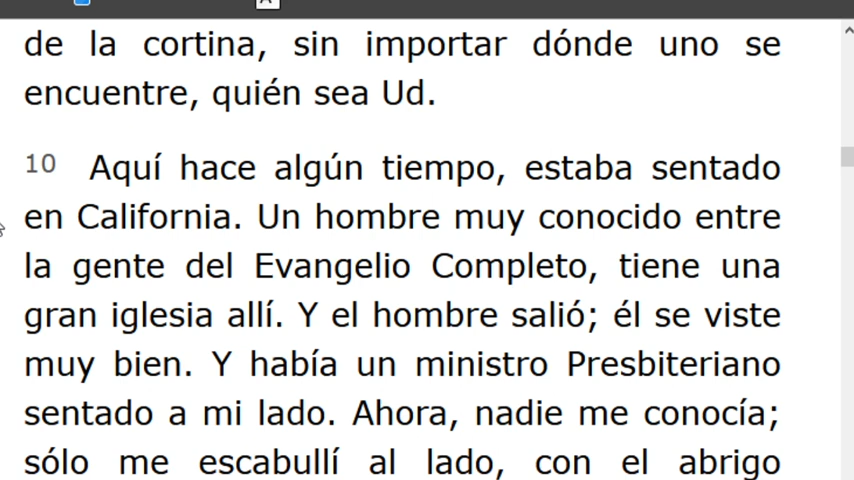 de la cortina, sin importar dónde uno se
encuentre, quién sea Ud.
10 Aquí hace algún tiempo, estaba sentado
en California. Un hombre muy conocido entre
la gente del Evangelio Completo, tiene una
gran iglesia allí. Y el hombre salió; él se viste
muy bien. Y había un ministro Presbiteriano
sentado a mi lado. Ahora, nadie me conocía;
sólo me escabullí al lado, con el abrigo